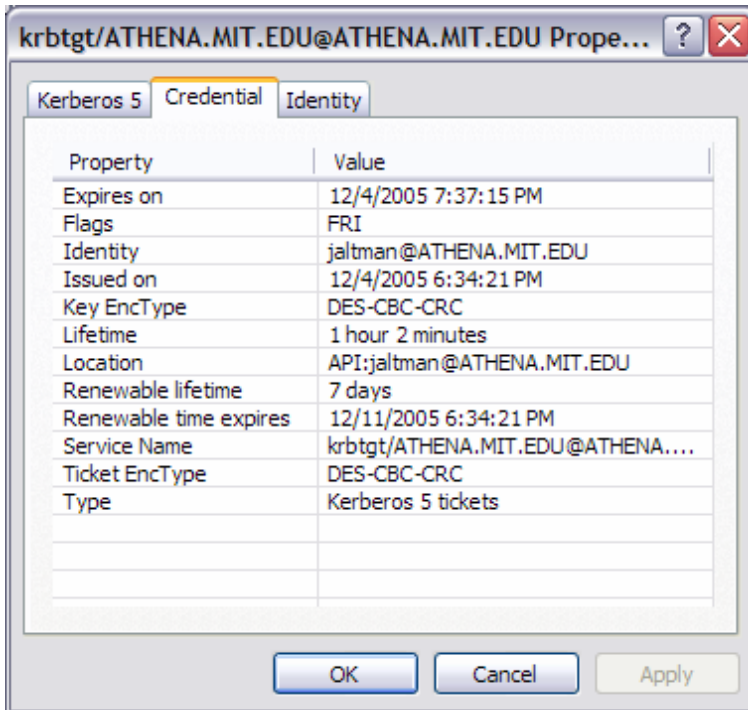 krbtgt/ATHENA.MIT.EDU@ATHENA.MIT.EDU Prope... ?
Kerberos 5 Credential Identity
Property Value
Expires on 12/4/2005 7:37:15 PM
Flags FRI
Identity jaltman@ATHENA.MIT.EDU
Issued on 12/4/2005 6:34:21 PM
Key EncType DES-CBC-CRC
Lifetime 1 hour 2 minutes
Location API:jaltman@ATHENA.MIT.EDU
Renewable lifetime 7 days
Renewable time expires 12/11/2005 6:34:21 PM
Service Name krbtgt/ATHENA.MIT.EDU@ATHENA....
Ticket EncType DES-CBC-CRC
Type Kerberos 5 tickets
OK Cancel Apply